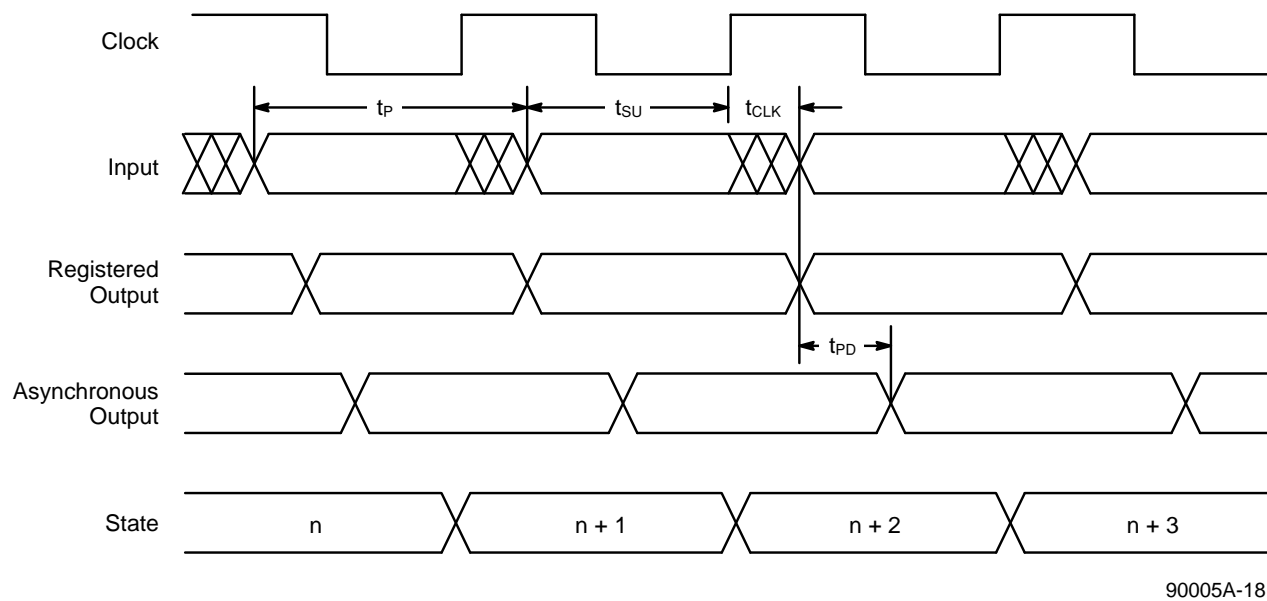 Clock
tP
tSU
tCLK
Input
Registered
Output
tPD
Asynchronous
Output
State
n
n + 1
n + 2
n + 3
90005A-18